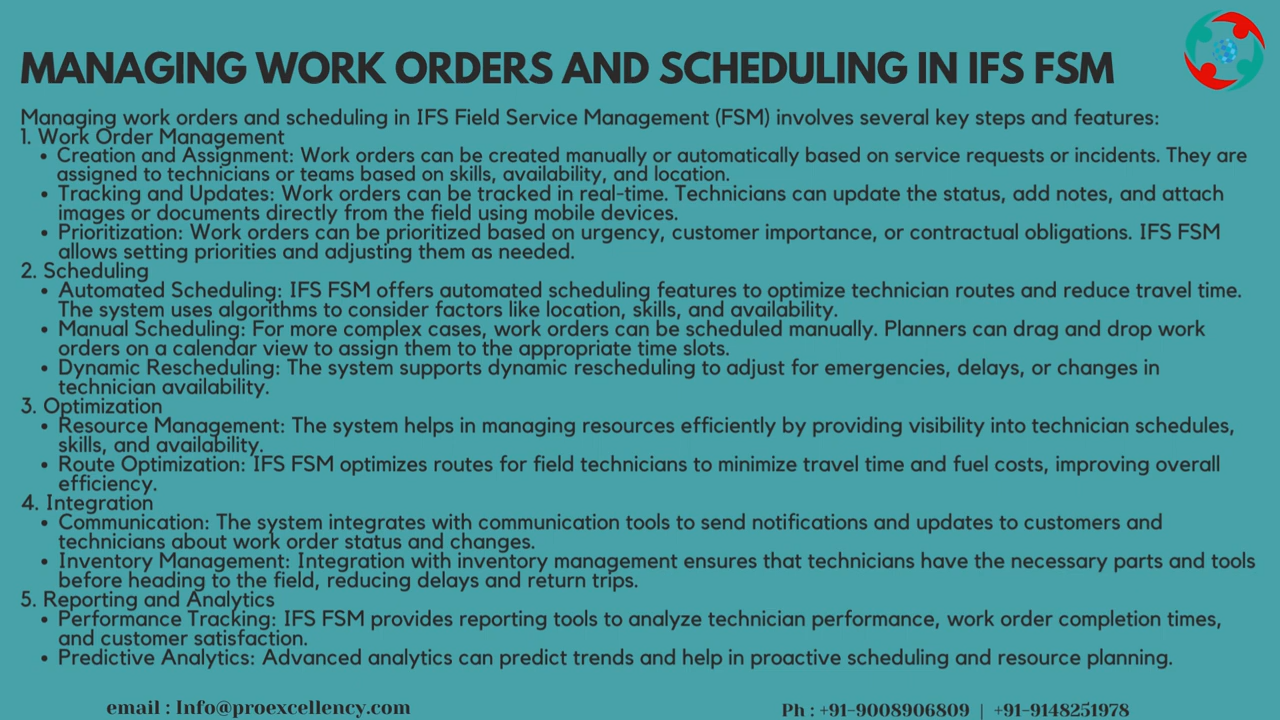 MANAGING WORK ORDERS AND SCHEDULING IN IFS FSM
Managing work orders and scheduling in IFS Field Service Management (FSM) involves several key steps and features:
1. Work Order Management
• Creation and Assignment: Work orders can be created manually or automatically based on service requests or incidents. They are
assigned to technicians or teams based on skills, availability, and location.
• Tracking and Updates: Work orders can be tracked in real-time. Technicians can update the status, add notes, and attach
images or documents directly from the field using mobile devices.
• Prioritization: Work orders can be prioritized based on urgency, customer importance, or contractual obligations. IFS FSM
allows setting priorities and adjusting them as needed.
2. Scheduling
• Automated Scheduling: IFS FSM offers automated scheduling features to optimize technician routes and reduce travel time.
The system uses algorithms to consider factors like location, skills, and availability.
• Manual Scheduling: For more complex cases, work orders can be scheduled manually. Planners can drag and drop work
orders on a calendar view to assign them to the appropriate time slots.
• Dynamic Rescheduling: The system supports dynamic rescheduling to adjust for emergencies, delays, or changes in
technician availability.
3. Optimization
• Resource Management: The system helps in managing resources efficiently by providing visibility into technician schedules,
skills, and availability.
• Route Optimization: IFS FSM optimizes routes for field technicians to minimize travel time and fuel costs, improving overall
efficiency.
4. Integration
• Communication: The system integrates with communication tools to send notifications and updates to customers and
technicians about work order status and changes.
• Inventory Management: Integration with inventory management ensures that technicians have the necessary parts and tools
before heading to the field, reducing delays and return trips.
5. Reporting and Analytics
• Performance Tracking: IFS FSM provides reporting tools to analyze technician performance, work order completion times,
and customer satisfaction.
• Predictive Analytics: Advanced analytics can predict trends and help in proactive scheduling and resource planning.
email : Info@proexcellency.com
Ph : +91-9008906809 | +91-9148251978